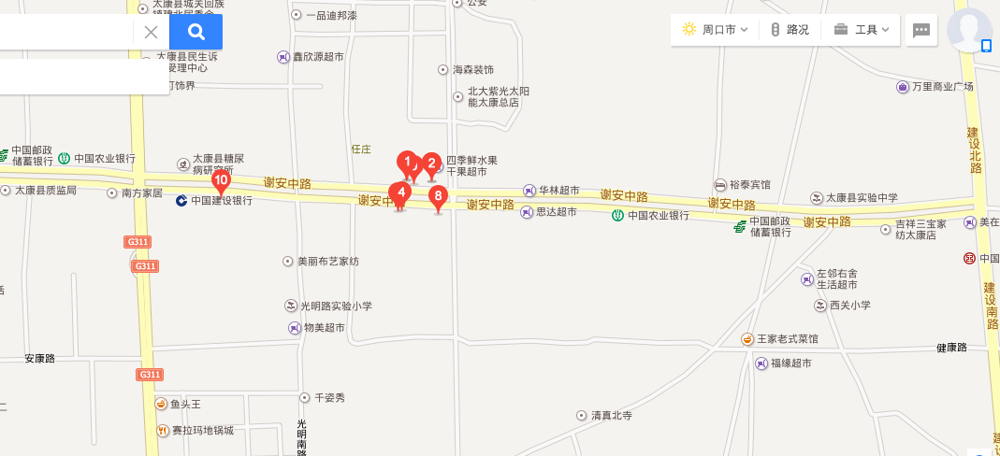 太康县城关回族
镇建北居委会
公安
一品迪邦漆
周口市
路况
工具
太康县民生诉
受理中心
鑫欣源超市
海森装饰
灯饰界
北大紫光太阳
能太康总店
万里商业广场
建设北路
任庄
中国邮政
储蓄银行
中国农业银行
太康县糖尿
病研究所
1
2
四季鲜水果
干果超市
10
谢安中路
太康县质监局
南方家居
中国建设银行
谢安中路
4
8
谢安中路
华林超市
思达超市
谢安中路
裕泰宾馆
谢安中路
太康县实验中学
中国农业银行
中国邮政
储蓄银行
谢安中路
吉祥三宝家
纺太康店
美在
G311
G311
美丽布艺家纺
中国
左邻右舍
生活超市
建设南路
活
光明路实验小学
西关小学
物美超市
王家老式菜馆
健康路
安康路
福缘超市
G311
鱼头王
千姿秀
清真北寺
赛拉玛地锅城
光明南路
建设